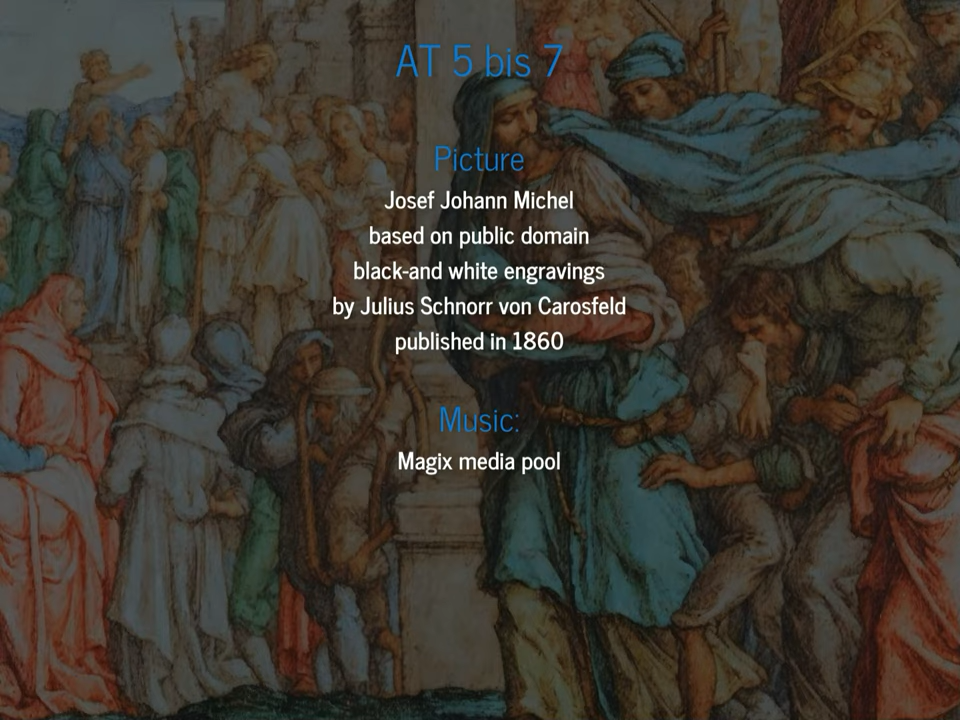 AT 5 bis 7
Picture
Josef Johann Michel
based on public domain
black-and white engravings
by Julius Schnorr von Carosfeld
published in 1860
Music:
Magix media pool